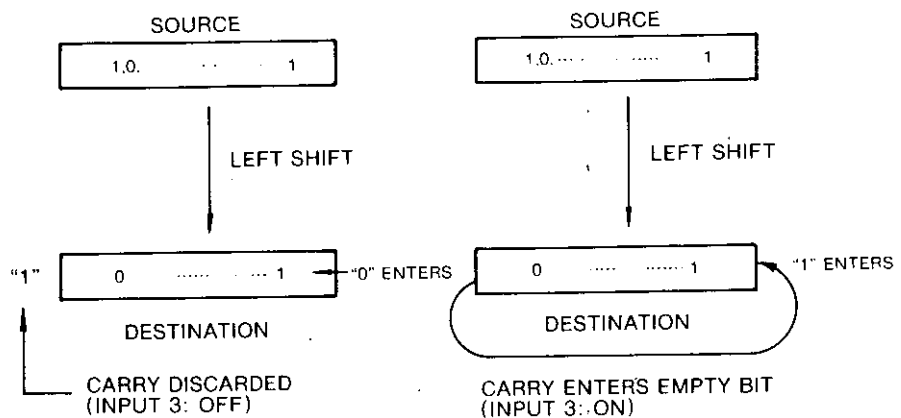 SOURCE
1.0. ·· · 1
LEFT SHIFT
"1"
0 ······ ·· ··· 1
"0" ENTERS
DESTINATION
CARRY DISCARDED
(INPUT 3: OFF)
SOURCE
1.0. ···· · ····· 1
LEFT SHIFT
0 ····· ······· 1
"1" ENTERS
DESTINATION
CARRY ENTERS EMPTY BIT
(INPUT 3: ON)